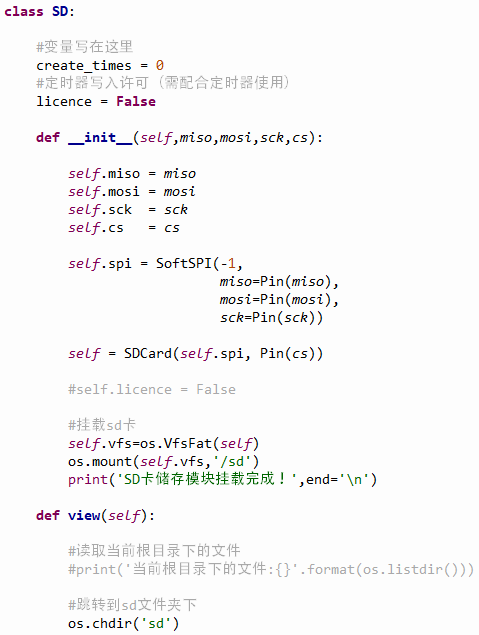 class SD:
#变量写在这里
create_times = 0
#定时器写入许可（需配合定时器使用）
licence = False
def __init__(self,miso,mosi,sck,cs):
self.miso = miso
self.mosi = mosi
self.sck  = sck
self.cs   = cs
self.spi = SoftSPI(-1,
miso=Pin(miso),
mosi=Pin(mosi),
sck=Pin(sck))
self = SDCard(self.spi, Pin(cs))
#self.licence = False
#挂载sd卡
self.vfs=os.VfsFat(self)
os.mount(self.vfs,'/sd')
print('SD卡储存模块挂载完成！',end='\n')
def view(self):
#读取当前根目录下的文件
#print('当前根目录下的文件:{}'.format(os.listdir()))
#跳转到sd文件夹下
os.chdir('sd')